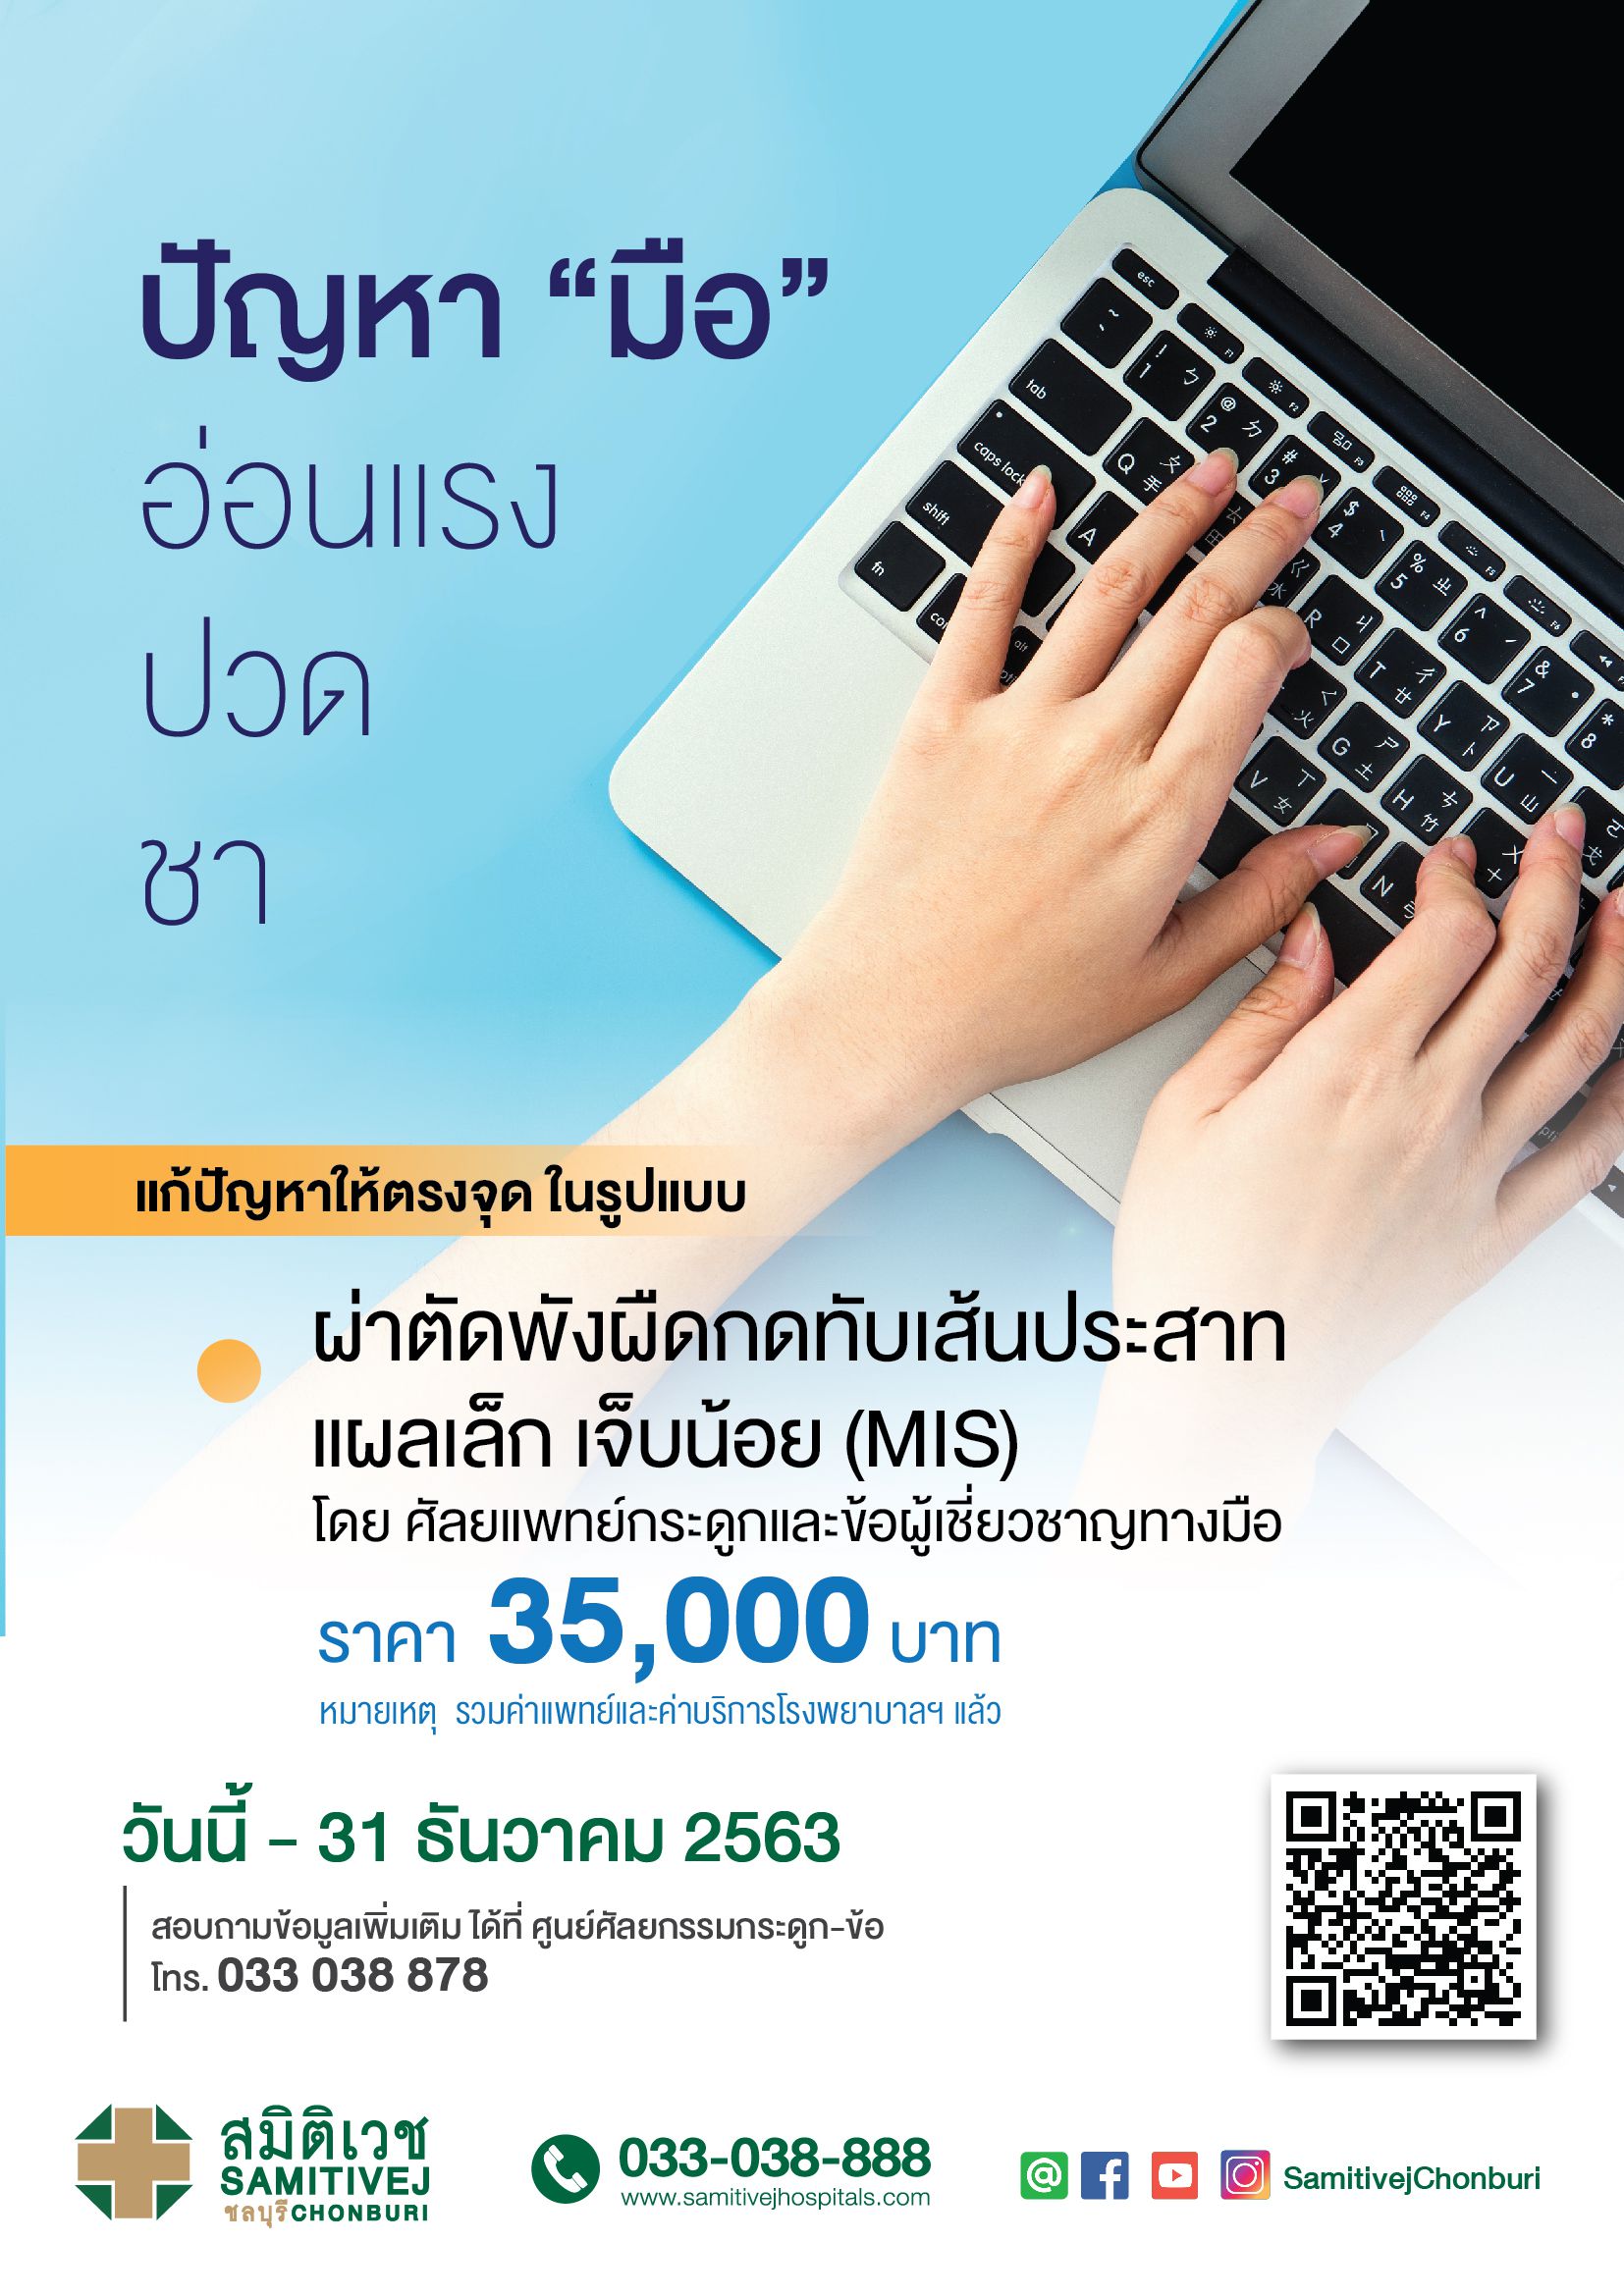 ปัญหา “มือ”
อ่อนแรง
ปวด
ชา
แก้ปัญหาให้ตรงจุด ในรูปแบบ
ผ่าตัดพังผืดกดทับเส้นประสาท
แผลเล็ก เจ็บน้อย (MIS)
โดย ศัลยแพทย์กระดูกและข้อผู้เชี่ยวชาญทางมือ
ราคา 35,000 บาท
หมายเหตุ รวมค่าแพทย์และค่าบริการโรงพยาบาลฯ แล้ว
วันนี้ - 31 ธันวาคม 2563
สอบถามข้อมูลเพิ่มเติม ได้ที่ ศูนย์ศัลยกรรมกระดูก-ข้อ
โทร. 033 038 878
สมิติเวช
SAMITIVEJ
ชลบุรี CHONBURI
033-038-888
www.samitivejhospitals.com
SamitivejChonburi
esc
tab
caps lock
shift
fn